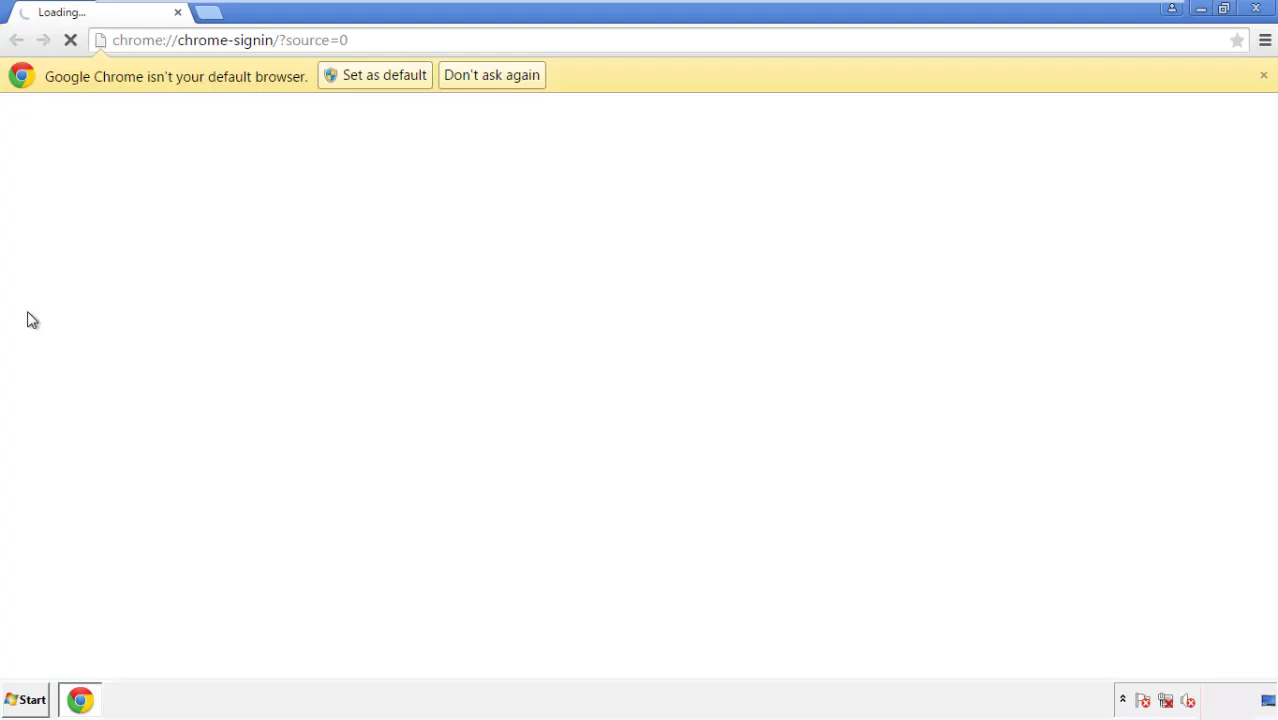 Loading...
chrome://chrome-signin/?source=0
Google Chrome isn't your default browser. Set as default Don't ask again
Start